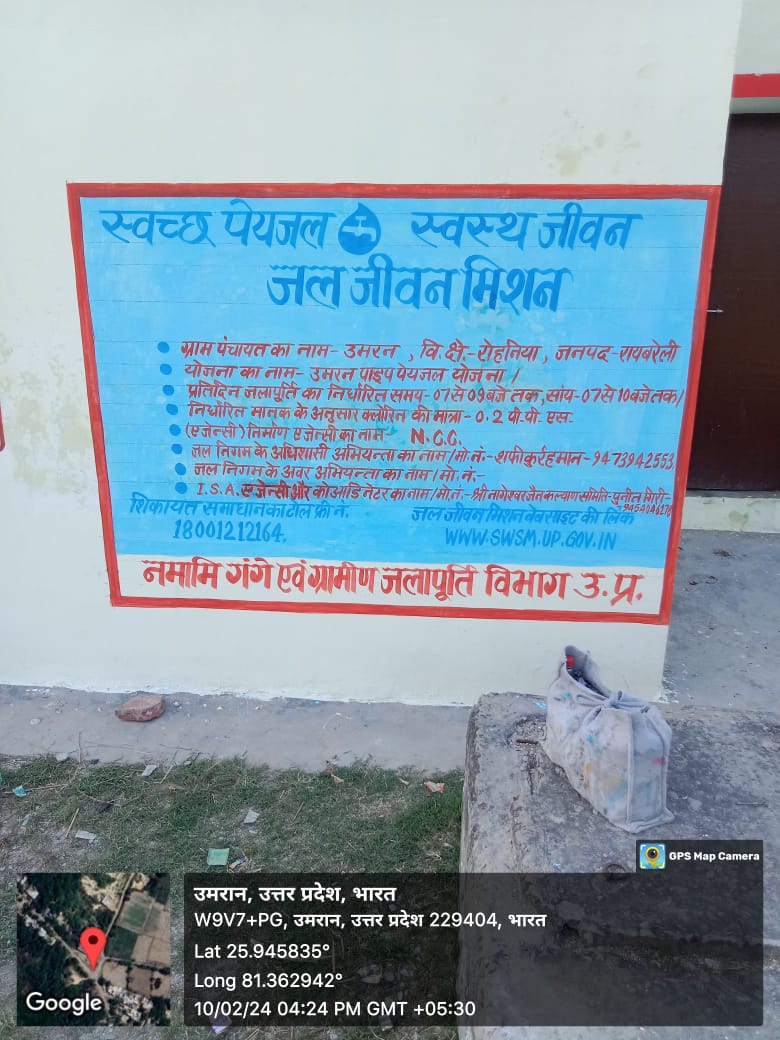 स्वच्छ पेयजल स्वस्थ जीवन
जल जीवन मिशन
ग्राम पंचायत का नाम- उमरन , वि.क्षे.-रोहनिया , जनपद-रायबरेली
योजना का नाम- उमरन पाइप पेयजल योजना /
प्रतिदिन जलापूर्ति का निर्धारित समय- 07 से 09 बजे तक, सांय-07 से 10 बजे तक/
निर्धारित मानक के अनुसार क्लोरिन की मात्रा- 0.2 पी.पी. एस.
(एजेन्सी) निर्माण एजेन्सी का नाम- N.C.C.
जल निगम के अधिशासी अभियन्ता का नाम/मो.नं.-शफीकुर्रहमान-9473942553
जल निगम के अवर अभियन्ता का नाम/मो.नं.-
I.S.A. एजेन्सी और कोआर्डिनेटर का नाम/मो.नं.-श्री नागेश्वर जन कल्याण समिति-पुनीत गिरी-
शिकायत समाधान का टोल फ्री नं. जल जीवन मिशन वेबसाइट की लिंक
18001212164. WWW.SWSM.UP.GOV.IN
नमामि गंगे एवं ग्रामीण जलापूर्ति विभाग उ.प्र.
GPS Map Camera
उमरान, उत्तर प्रदेश, भारत
W9V7+PG, उमरान, उत्तर प्रदेश 229404, भारत
Lat 25.945835°
Long 81.362942°
10/02/24 04:24 PM GMT +05:30
Google